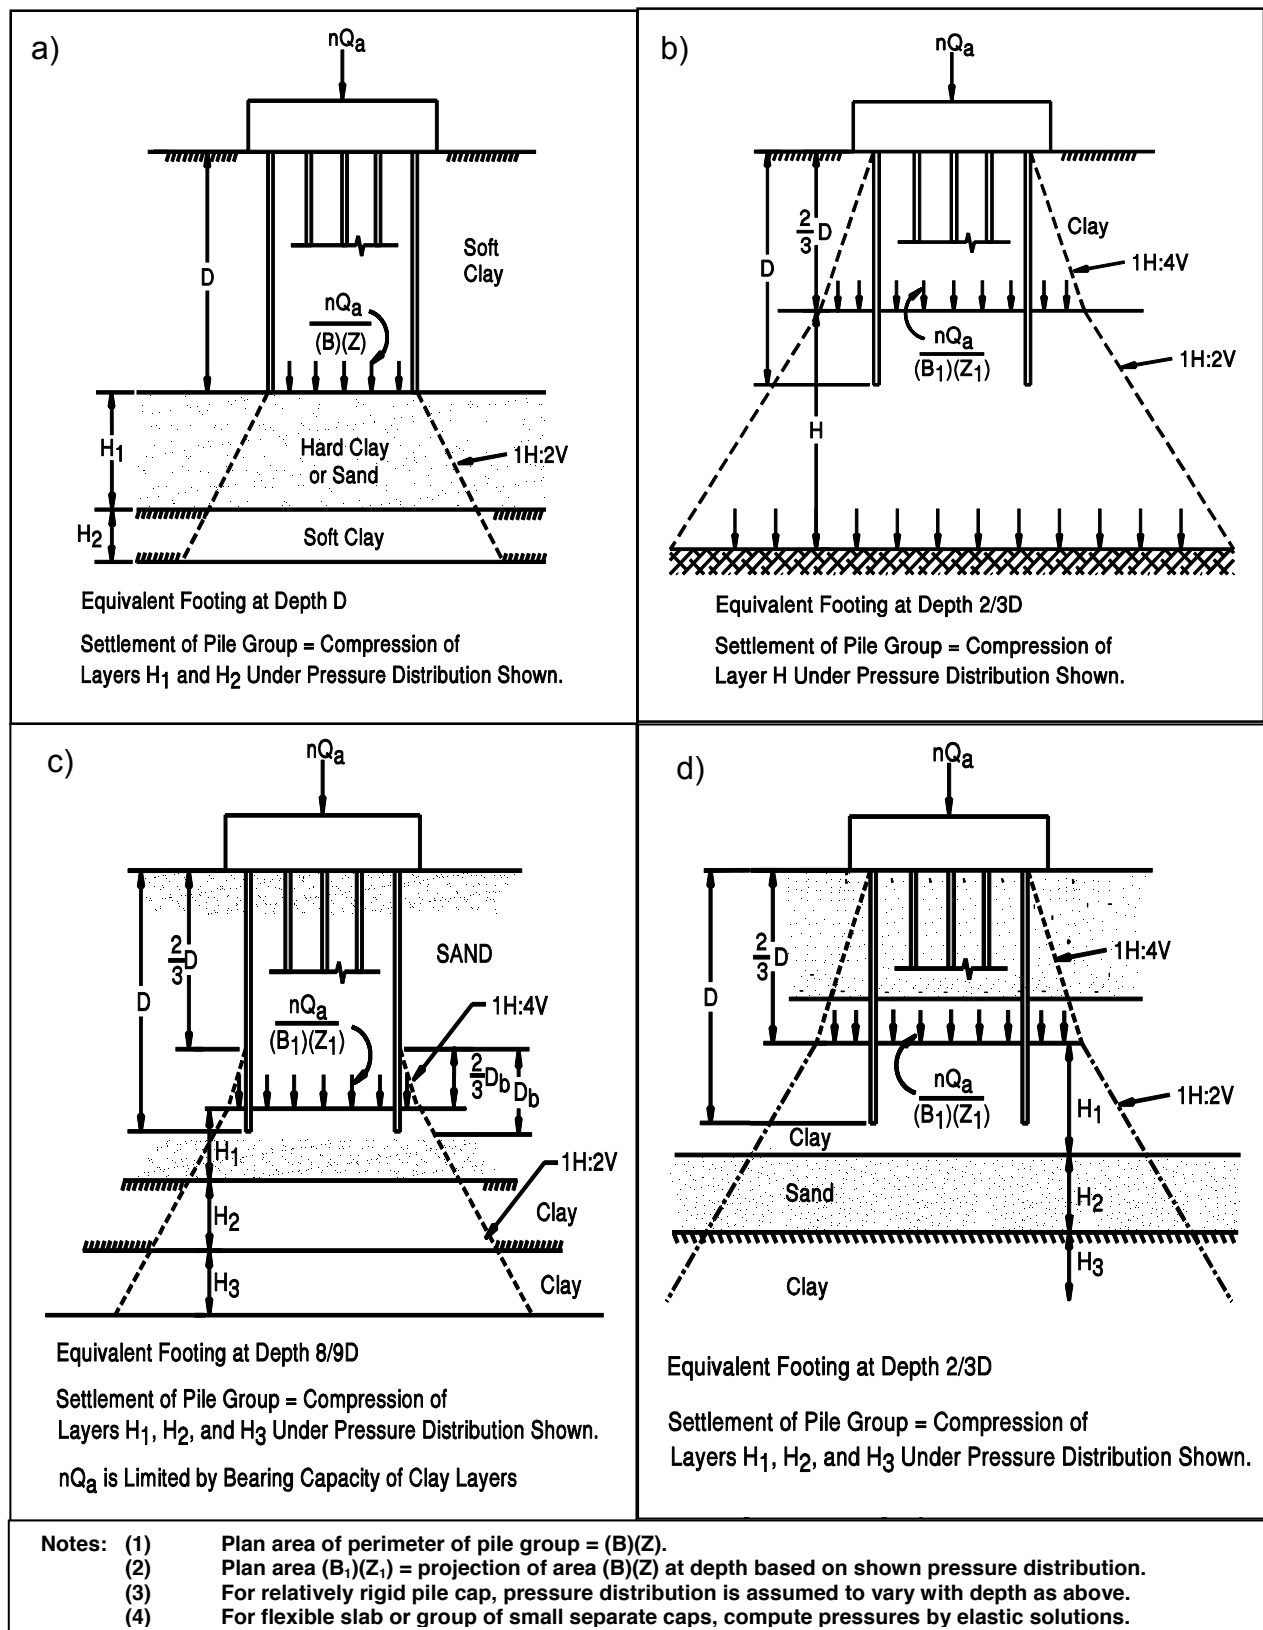 a)
nQa
D
Soft
Clay
nQa
(B)(Z)
H1
Hard Clay
or Sand
1H:2V
H2
Soft Clay
Equivalent Footing at Depth D
Settlement of Pile Group = Compression of
Layers H1 and H2 Under Pressure Distribution Shown.
b)
nQa
2/3 D
D
Clay
1H:4V
nQa
(B1)(Z1)
1H:2V
H
Equivalent Footing at Depth 2/3D
Settlement of Pile Group = Compression of
Layer H Under Pressure Distribution Shown.
c)
nQa
2/3 D
D
SAND
nQa
(B1)(Z1)
1H:4V
2/3 Db
Db
H1
1H:2V
H2
Clay
H3
Clay
Equivalent Footing at Depth 8/9D
Settlement of Pile Group = Compression of
Layers H1, H2, and H3 Under Pressure Distribution Shown.
nQa is Limited by Bearing Capacity of Clay Layers
d)
nQa
2/3 D
D
1H:4V
nQa
(B1)(Z1)
H1
1H:2V
Clay
Sand
H2
H3
Clay
Equivalent Footing at Depth 2/3D
Settlement of Pile Group = Compression of
Layers H1, H2, and H3 Under Pressure Distribution Shown.
Notes: (1) Plan area of perimeter of pile group = (B)(Z).
(2) Plan area (B1)(Z1) = projection of area (B)(Z) at depth based on shown pressure distribution.
(3) For relatively rigid pile cap, pressure distribution is assumed to vary with depth as above.
(4) For flexible slab or group of small separate caps, compute pressures by elastic solutions.